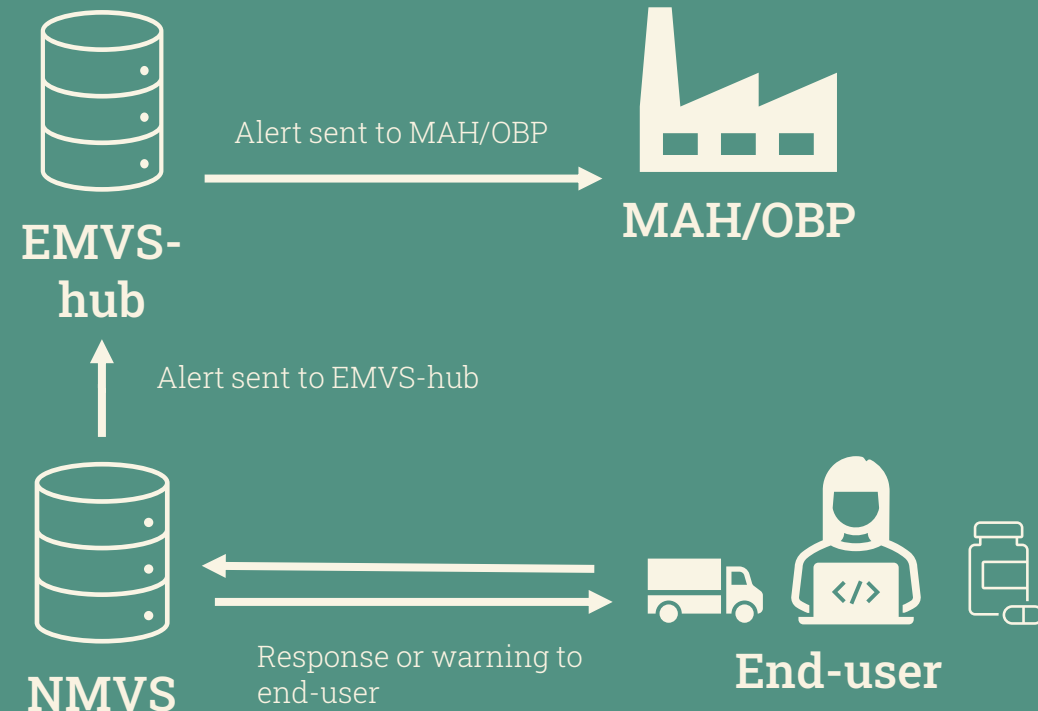 Alert sent to MAH/OBP
MAH/OBP
EMVS-
hub
Alert sent to EMVS-hub
</>
Response or warning to
end-user
End-user
NMVS